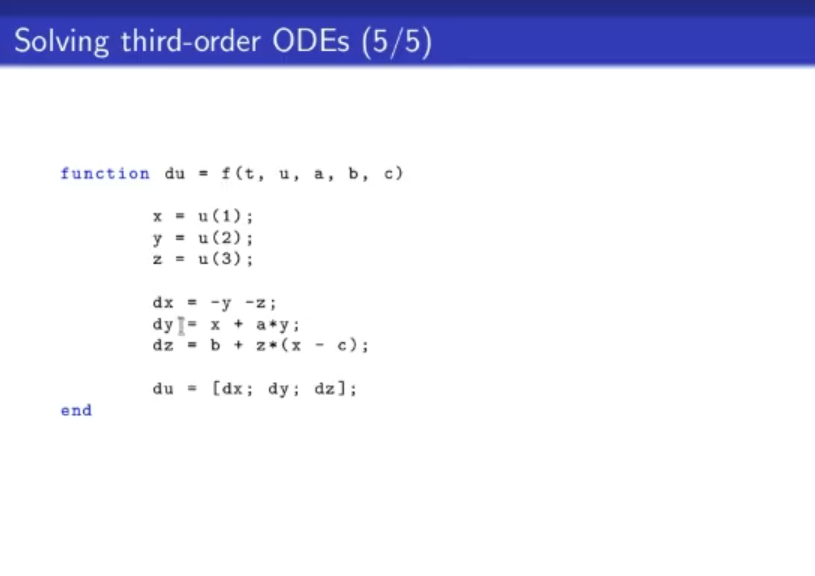 Solving third-order ODEs (5/5)
function du = f(t, u, a, b, c)
x = u(1);
y = u(2);
z = u(3);
dx = -y -z;
dy = x + a*y;
dz = b + z*(x - c);
du = [dx; dy; dz];
end